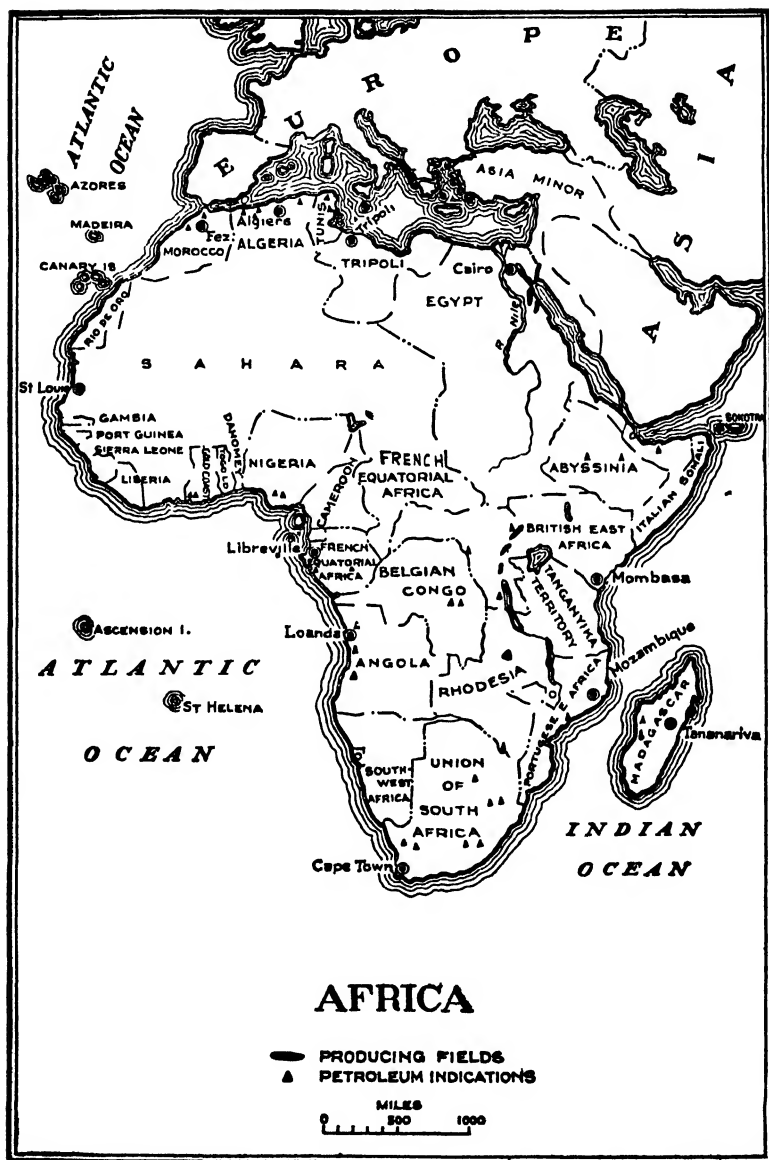 EUROPE
ASIA
ATLANTIC
OCEAN
AZORES
MADEIRA
CANARY IS
ASIA MINOR
Fez
Algiers
TUNIS
Tripoli
MOROCCO
ALGERIA
TRIPOLI
Cairo
EGYPT
R. Nile
RIO DE ORO
SAHARA
St Louis
SOKOTRA
GAMBIA
PORT GUINEA
SIERRA LEONE
LIBERIA
GOLD COAST
TOGOLD
DAHOMEY
NIGERIA
CAMEROON
FRENCH
EQUATORIAL
AFRICA
ABYSSINIA
ITALIAN SOMALI
BRITISH EAST
AFRICA
Libreville
FRENCH
EQUATORIAL
AFRICA
BELGIAN
CONGO
TANGANYIKA
TERRITORY
Mombasa
ASCENSION I.
Loanda
ANGOLA
RHODESIA
Mozambique
PORTUGESE E AFRICA
ATLANTIC
ST HELENA
OCEAN
MADAGASCAR
Tananariva
SOUTH-
WEST
AFRICA
UNION
OF
SOUTH
AFRICA
INDIAN
OCEAN
Cape Town
AFRICA
PRODUCING FIELDS
PETROLEUM INDICATIONS
MILES
0 500 1000